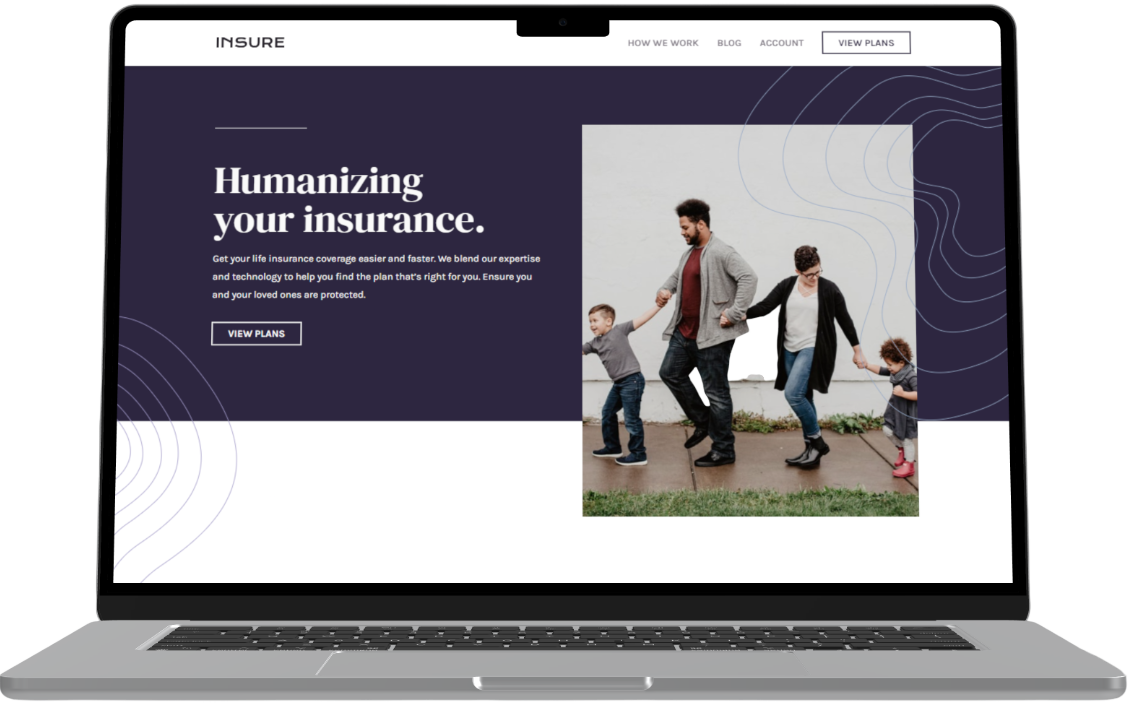 INSURE
HOW WE WORK BLOG ACCOUNT VIEW PLANS
Humanizing
your insurance.
Get your life insurance coverage easier and faster. We blend our expertise
and technology to help you find the plan that's right for you. Ensure you
and your loved ones are protected.
VIEW PLANS